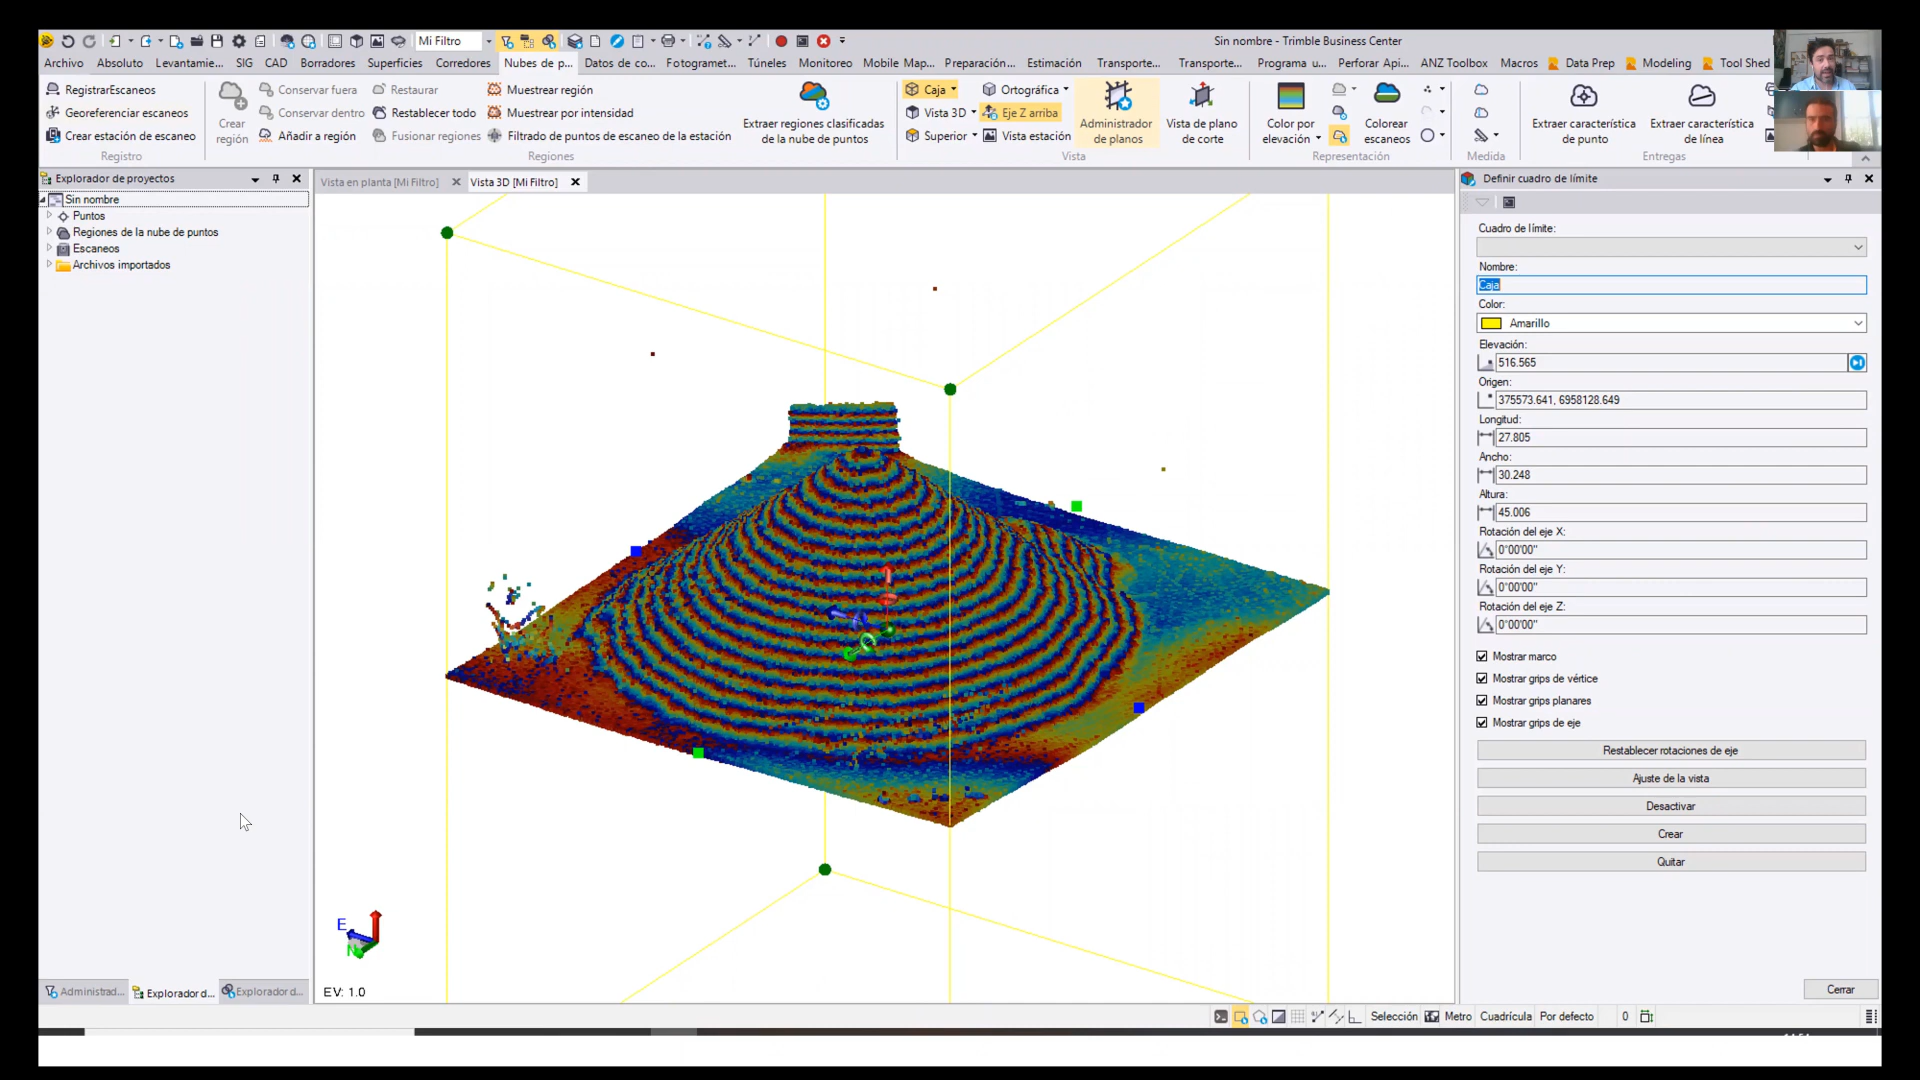 Mi Filtro
Sin nombre - Trimble Business Center
Archivo Absoluto Levantamie... SIG CAD Borradores Superficies Corredores Nubes de p... Datos de co... Fotogramet... Túneles Monitoreo Mobile Map... Preparación... Estimación Transporte... Transporte... Programa u... Perforar Api... ANZ Toolbox Macros Data Prep Modeling Tool Shed
RegistrarEscaneos
Georeferenciar escaneos
Crear estación de escaneo
Registro
Crear
región
Conservar fuera
Conservar dentro
Añadir a región
Restaurar
Restablecer todo
Fusionar regiones
Muestrear región
Muestrear por intensidad
Filtrado de puntos de escaneo de la estación
Regiones
Extraer regiones clasificadas
de la nube de puntos
Caja
Vista 3D
Superior
Ortográfica
Eje Z arriba
Vista estación
Administrador
de planos
Vista de plano
de corte
Vista
Color por
elevación
Colorear
escaneos
Representación
Medida
Extraer característica
de punto
Extraer característica
de línea
Entregas
Explorador de proyectos
Sin nombre
Puntos
Regiones de la nube de puntos
Escaneos
Archivos importados
Administrad...
Explorador d...
Explorador d...
Vista en planta [Mi Filtro]
Vista 3D [Mi Filtro]
E
N
EV: 1.0
Definir cuadro de límite
Cuadro de límite:
Nombre:
Caja
Color:
Amarillo
Elevación:
516.565
Origen:
375573.641, 6958128.649
Longitud:
27.805
Ancho:
30.248
Altura:
45.006
Rotación del eje X:
0°00'00"
Rotación del eje Y:
0°00'00"
Rotación del eje Z:
0°00'00"
Mostrar marco
Mostrar grips de vértice
Mostrar grips planares
Mostrar grips de eje
Restablecer rotaciones de eje
Ajuste de la vista
Desactivar
Crear
Quitar
Cerrar
Selección Metro Cuadrícula Por defecto 0